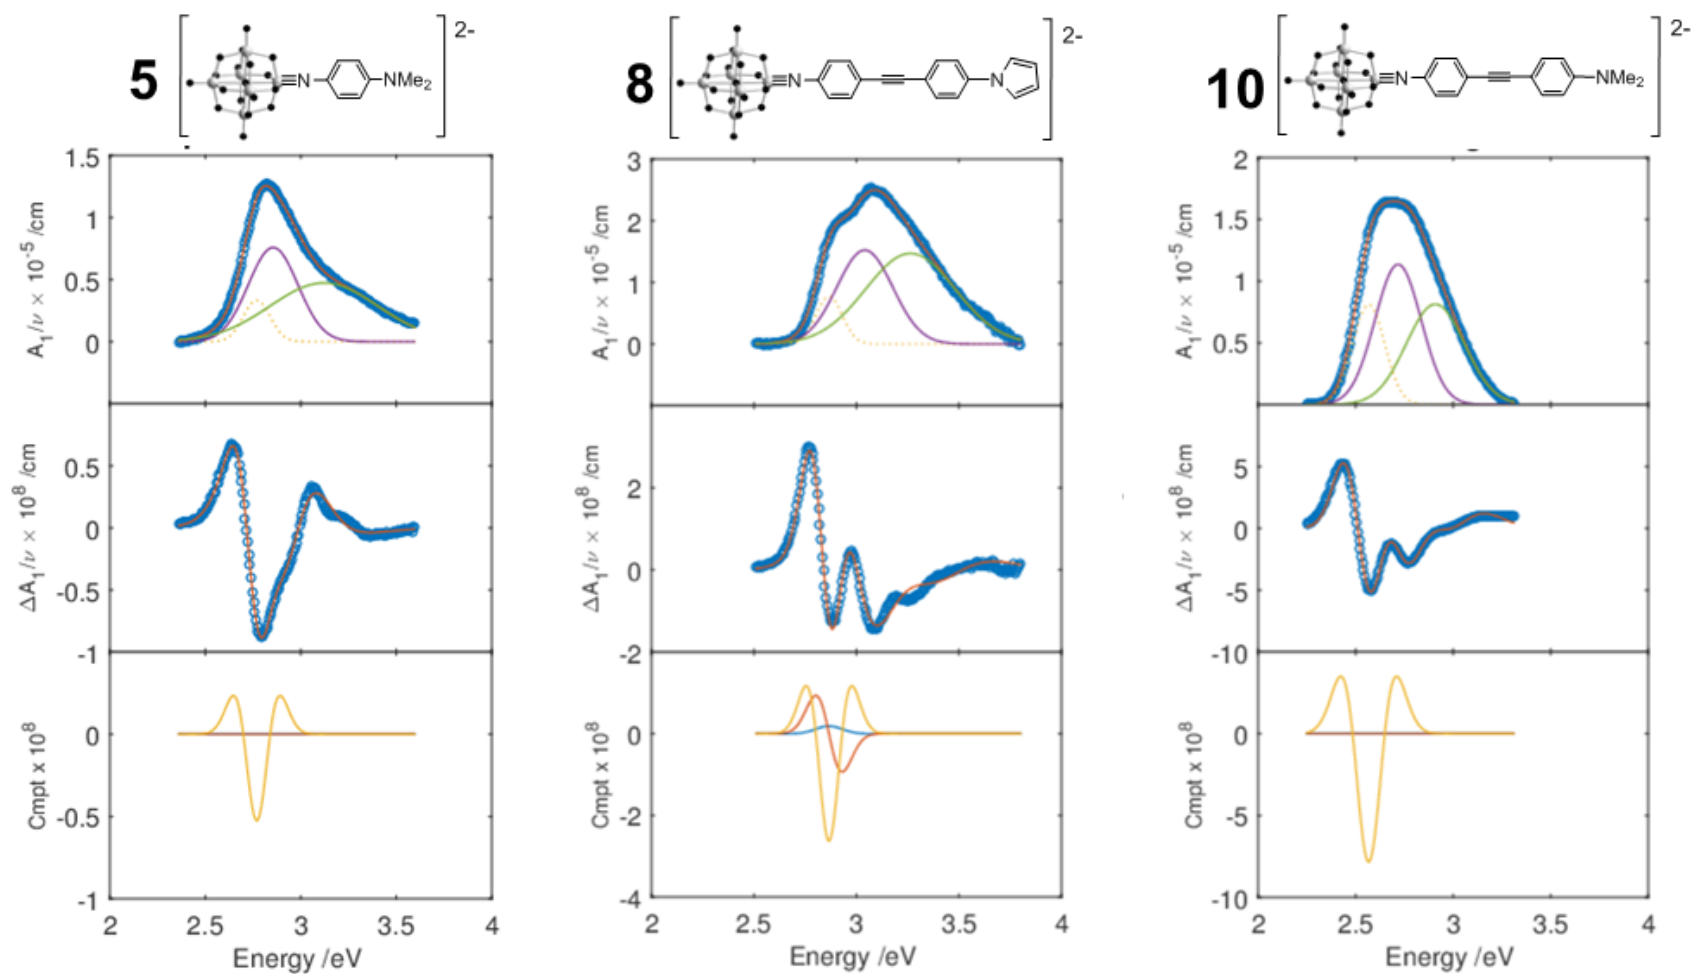 5 [ ≡N NMe2 ]2-
8 [ ≡N N ]2-
10 [ ≡N NMe2 ]2-
A1/ν × 10-5 /cm
1.5
1
0.5
0
A1/ν × 10-5 /cm
3
2
1
0
A1/ν × 10-5 /cm
2
1.5
1
0.5
ΔA1/ν × 108 /cm
0.5
0
-0.5
-1
ΔA1/ν × 108 /cm
2
0
-2
ΔA1/ν × 108 /cm
5
0
-5
-10
Cmpt x 108
0
-0.5
-1
Cmpt x 108
0
-2
-4
Cmpt x 108
0
-5
-10
2 2.5 3 3.5 4
Energy /eV
2 2.5 3 3.5 4
Energy /eV
2 2.5 3 3.5 4
Energy /eV